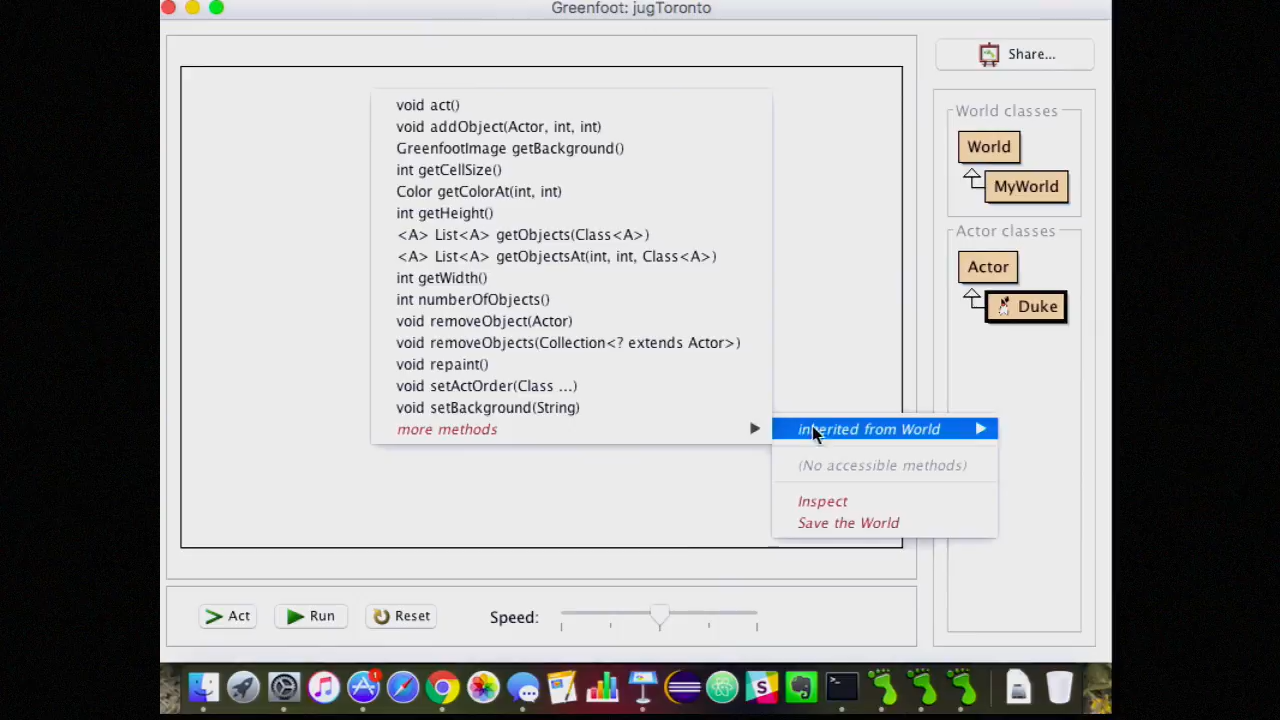 Greenfoot: jugToronto
Share...
World classes
World
MyWorld
Actor classes
Actor
Duke
void act()
void addObject(Actor, int, int)
GreenfootImage getBackground()
int getCellSize()
Color getColorAt(int, int)
int getHeight()
<A> List<A> getObjects(Class<A>)
<A> List<A> getObjectsAt(int, int, Class<A>)
int getWidth()
int numberOfObjects()
void removeObject(Actor)
void removeObjects(Collection<? extends Actor>)
void repaint()
void setActOrder(Class ...)
void setBackground(String)
more methods
inherited from World
(No accessible methods)
Inspect
Save the World
Act
Run
Reset
Speed:
1